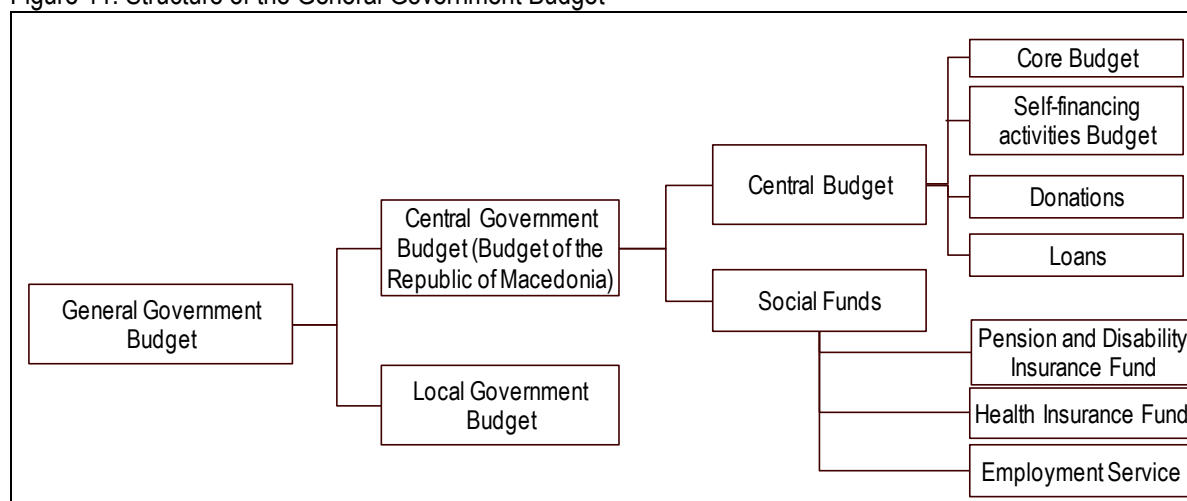 Figure 11. Structure of the General Government Budget
General Government
Budget
Central Government
Budget (Budget of the
Republic of Macedonia)
Local Government
Budget
Central Budget
Social Funds
Core Budget
Self-financing
activities Budget
Donations
Loans
Pension and Disability
Insurance Fund
Health Insurance Fund
Employment Service